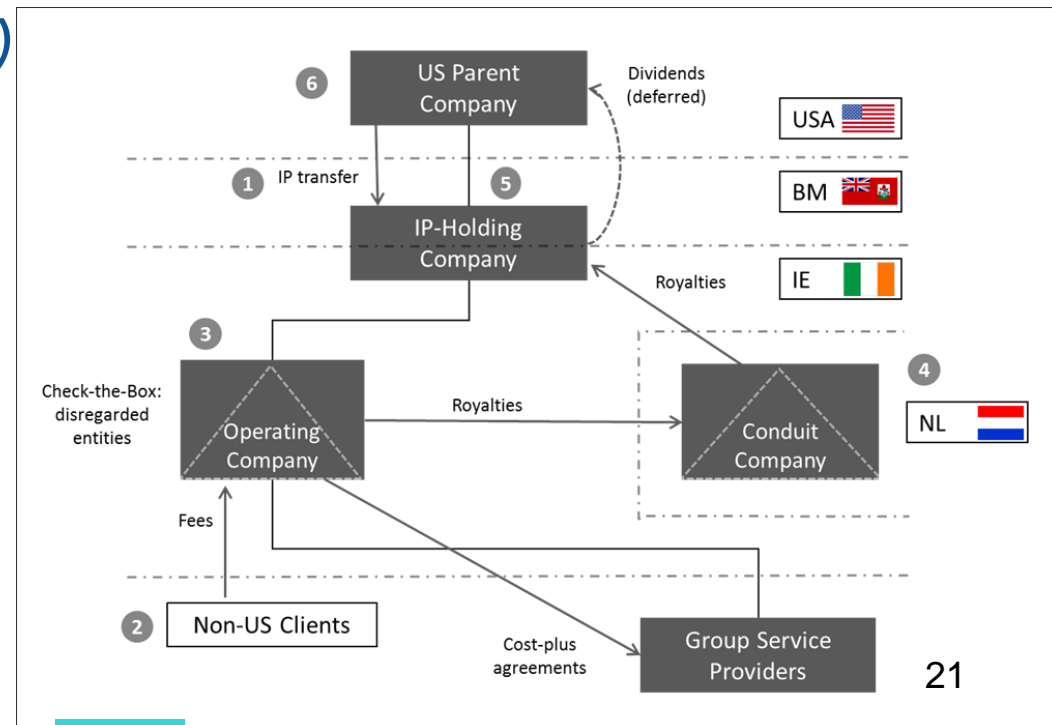 )
6
US Parent
Company
Dividends
(deferred)
USA
1
IP transfer
5
BM
IP-Holding
Company
IE
Royalties
3
4
Check-the-Box:
disregarded
entities
Operating
Company
Royalties
Conduit
Company
NL
Fees
2
Non-US Clients
Cost-plus
agreements
Group Service
Providers
21